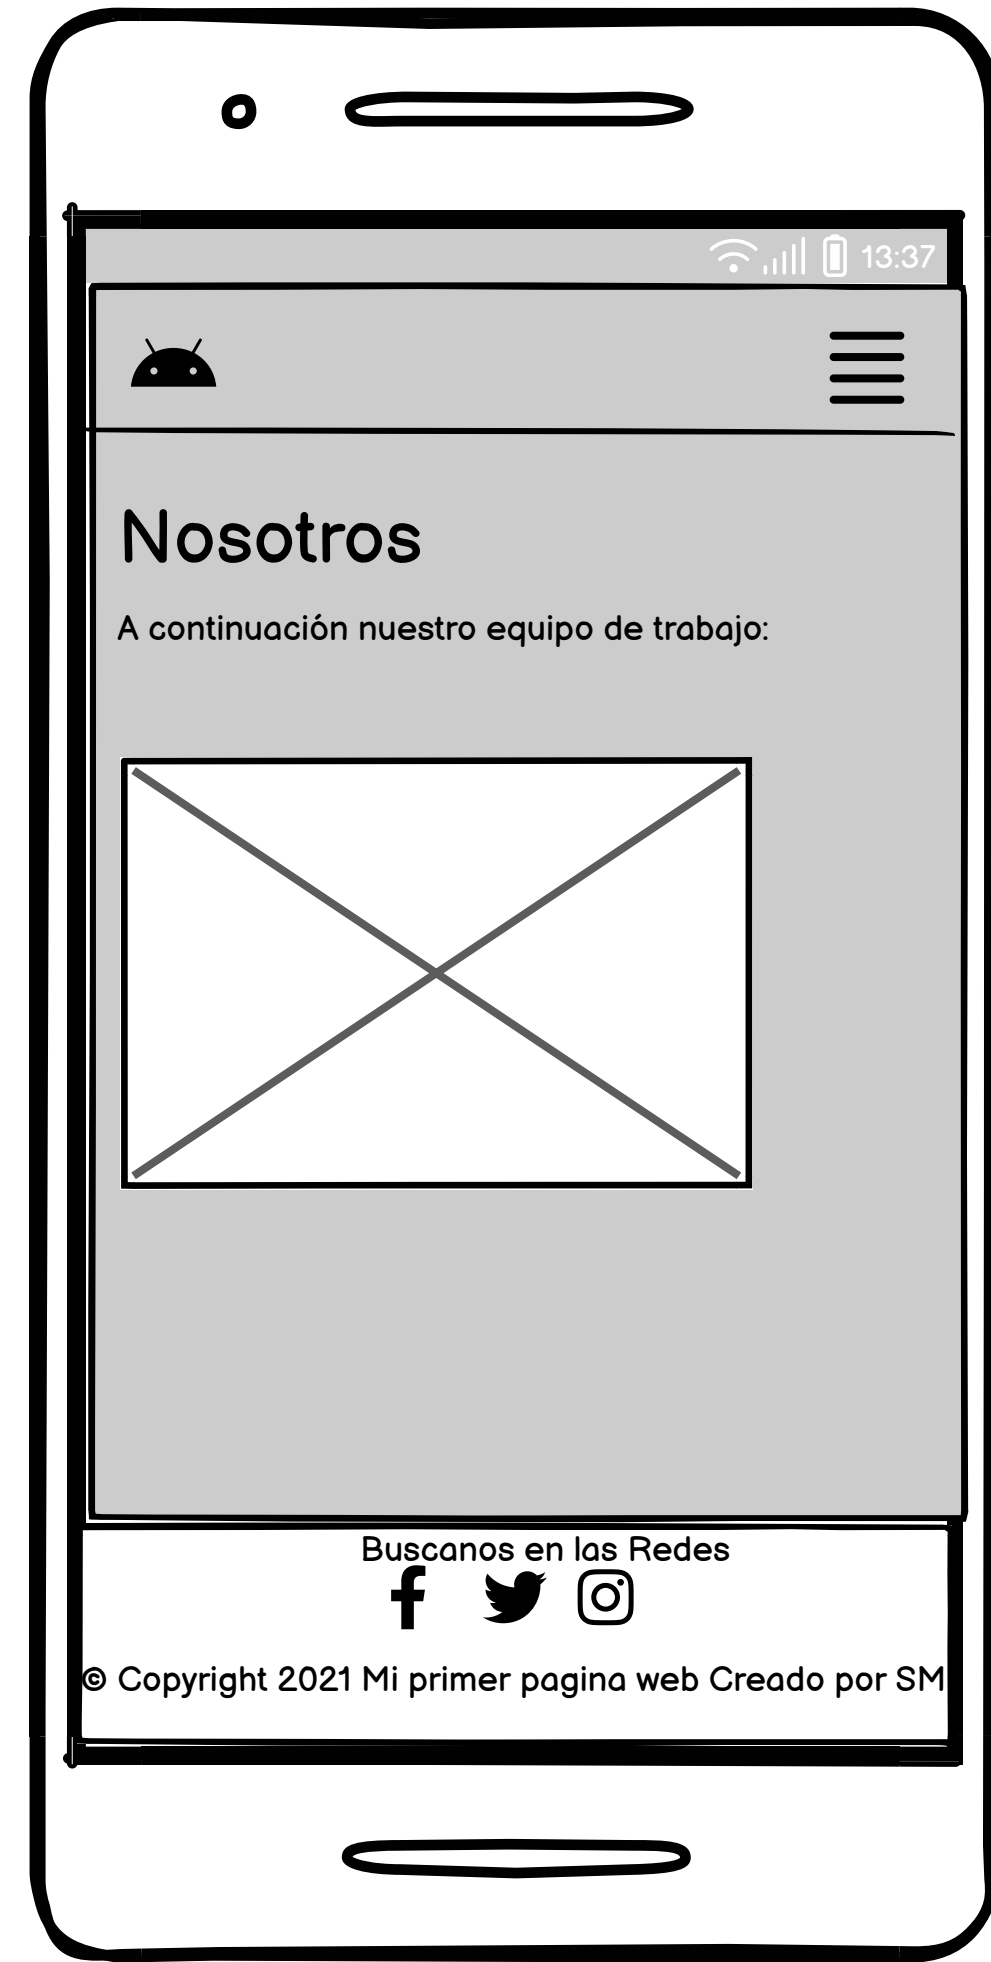 13:37
Nosotros
A continuación nuestro equipo de trabajo:
Buscanos en las Redes
© Copyright 2021 Mi primer pagina web Creado por SM